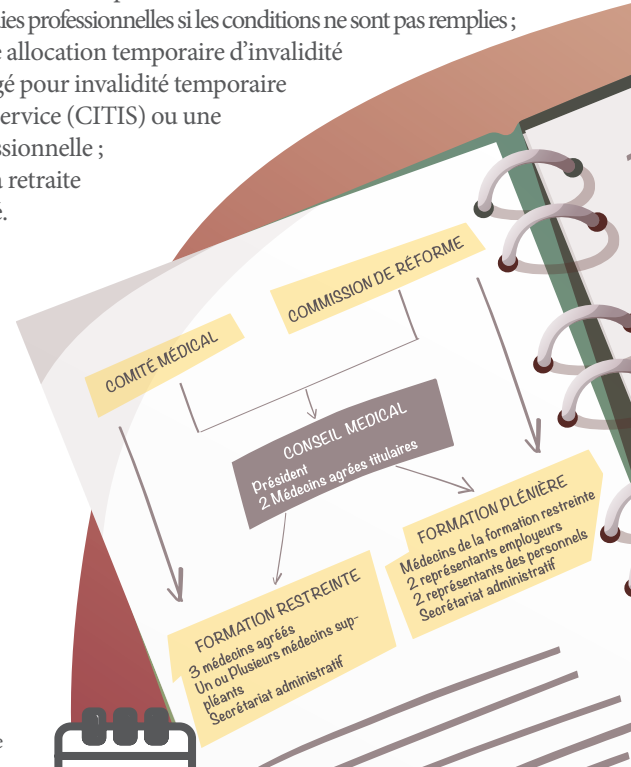 ies professionnelles si les conditions ne sont pas remplies ;
allocation temporaire d'invalidité
gé pour invalidité temporaire
ervice (CITIS) ou une
ssionnelle ;
a retraite
COMMISSION DE RÉFORME
COMITÉ MÉDICAL
CONSEIL MEDICAL
Président
2 Médecins agrées titulaires
FORMATION PLÉNIÈRE
Médecins de la formation restreinte
2 représentants employeurs
2 représentants des personnels
Secrétariat administratif
FORMATION RESTREINTE
3 médecins agréés
Un ou Plusieurs médecins sup-
pléants
Secrétariat administratif